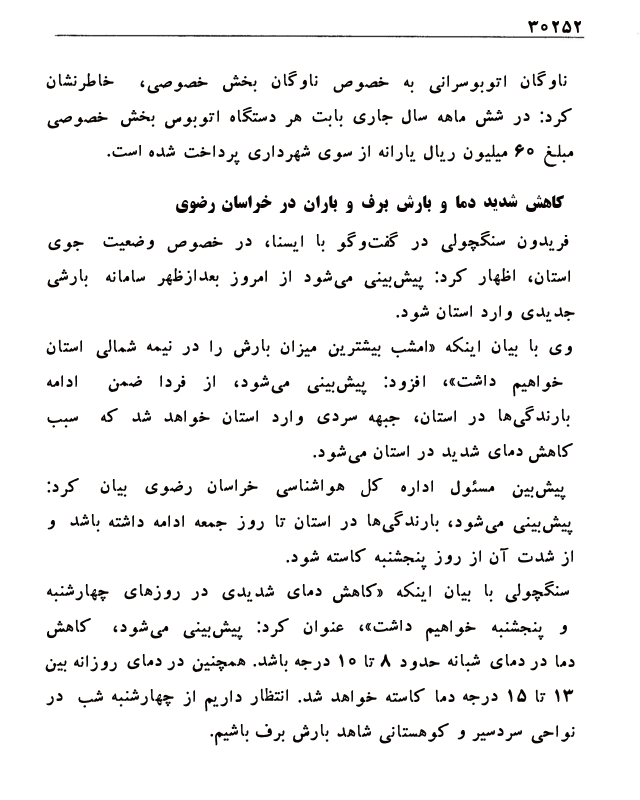 ۳۰۲۵۲
ناوگان اتوبوسرانی به خصوص ناوگان بخش خصوصی، خاطرنشان
کرد: در شش ماهه سال جاری بابت هر دستگاه اتوبوس بخش خصوصی
مبلغ ۶۰ میلیون ریال یارانه از سوی شهرداری پرداخت شده است.
کاهش شدید دما و بارش برف و باران در خراسان رضوی
فریدون سنگچولی در گفت‌وگو با ایسنا، در خصوص وضعیت جوی
استان، اظهار کرد: پیش‌بینی می‌شود از امروز بعدازظهر سامانه بارشی
جدیدی وارد استان شود.
وی با بیان اینکه «امشب بیشترین میزان بارش را در نیمه شمالی استان
خواهیم داشت»، افزود: پیش‌بینی می‌شود، از فردا ضمن ادامه
بارندگی‌ها در استان، جبهه سردی وارد استان خواهد شد که سبب
کاهش دمای شدید در استان می‌شود.
پیش‌بین مسئول اداره کل هواشناسی خراسان رضوی بیان کرد:
پیش‌بینی می‌شود، بارندگی‌ها در استان تا روز جمعه ادامه داشته باشد و
از شدت آن از روز پنجشنبه کاسته شود.
سنگچولی با بیان اینکه «کاهش دمای شدیدی در روزهای چهارشنبه
و پنجشنبه خواهیم داشت»، عنوان کرد: پیش‌بینی می‌شود، کاهش
دما در دمای شبانه حدود ۸ تا ۱۰ درجه باشد. همچنین در دمای روزانه بین
۱۳ تا ۱۵ درجه دما کاسته خواهد شد. انتظار داریم از چهارشنبه شب در
نواحی سردسیر و کوهستانی شاهد بارش برف باشیم.